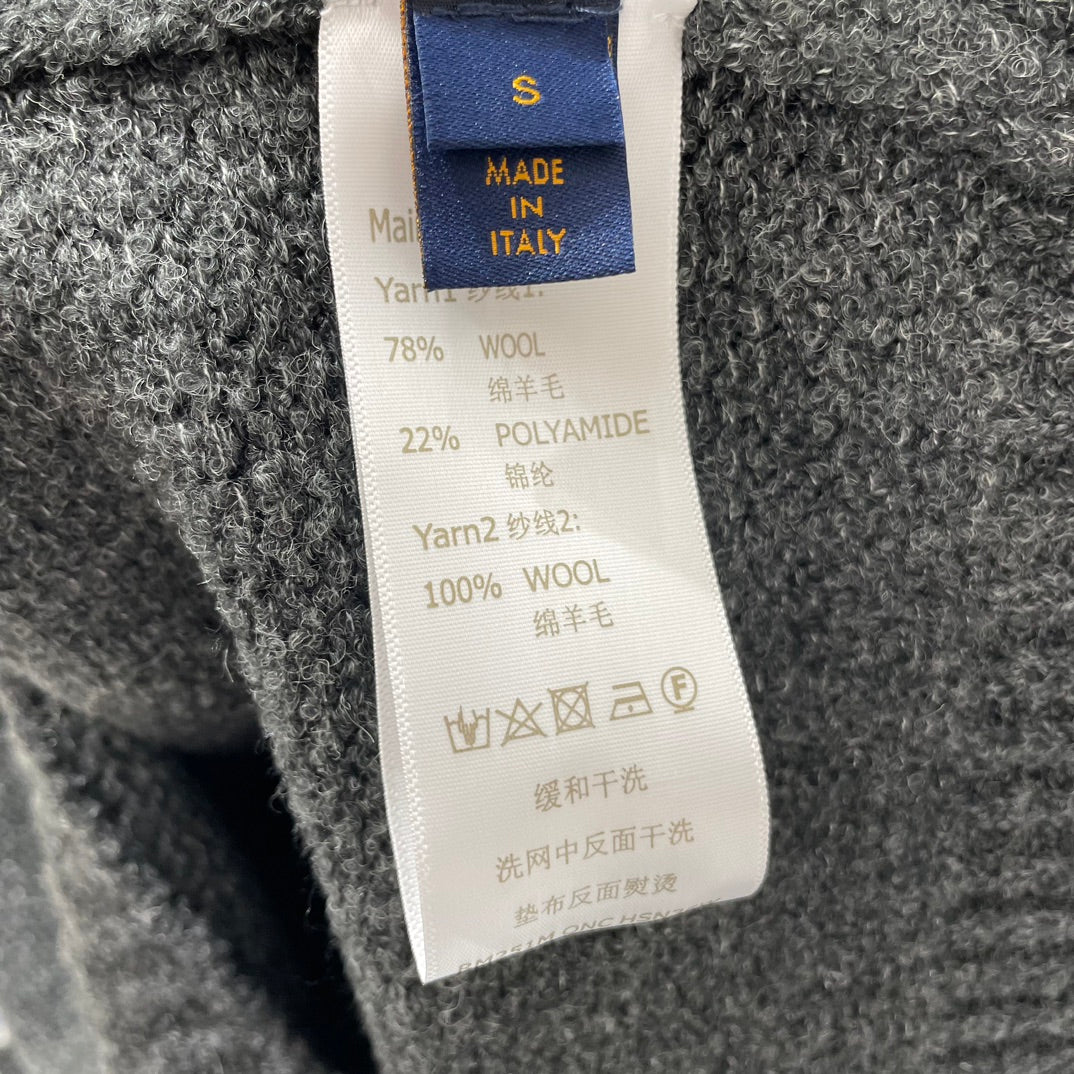 S
MADE
IN
ITALY
Yarn1 纱线1:
78% WOOL
绵羊毛
22% POLYAMIDE
锦纶
Yarn2 纱线2:
100% WOOL
绵羊毛
F
缓和干洗
洗网中反面干洗
垫布反面熨烫